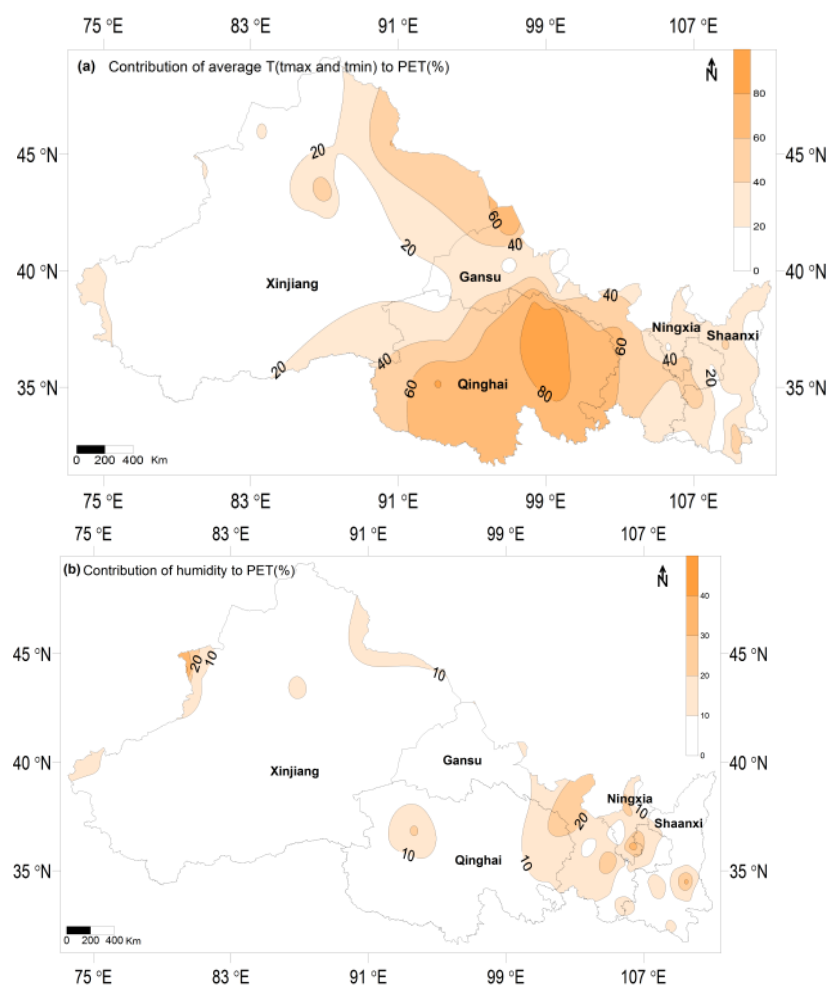 75 °E 83 °E 91 °E 99 °E 107 °E
(a) Contribution of average T(tmax and tmin) to PET(%)
N
80
60
40
20
0
45 °N 45 °N
40 °N 40 °N
35 °N 35 °N
20
60
40
20
Xinjiang
Gansu
40
Ningxia
Shaanxi
60
40
20
20
40
60
Qinghai
80
0 200 400 Km
75 °E 83 °E 91 °E 99 °E 107 °E
75 °E 83 °E 91 °E 99 °E 107 °E
(b) Contribution of humidity to PET(%)
N
40
30
20
10
0
45 °N 45 °N
40 °N 40 °N
35 °N 35 °N
20
10
10
Xinjiang
Gansu
Ningxia
10
Shaanxi
20
10
10
Qinghai
0 200 400 Km
75 °E 83 °E 91 °E 99 °E 107 °E